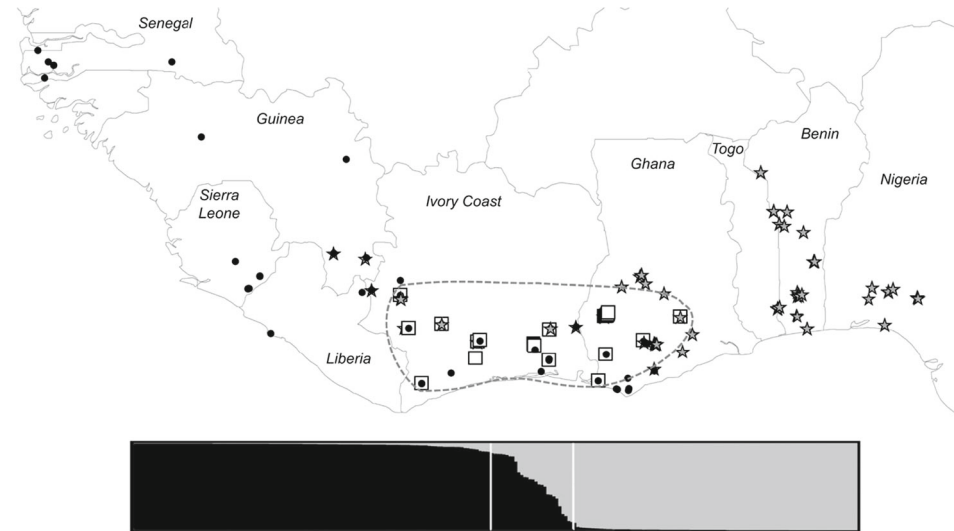 Senegal
Guinea
Sierra
Leone
Liberia
Ivory Coast
Ghana
Togo
Benin
Nigeria